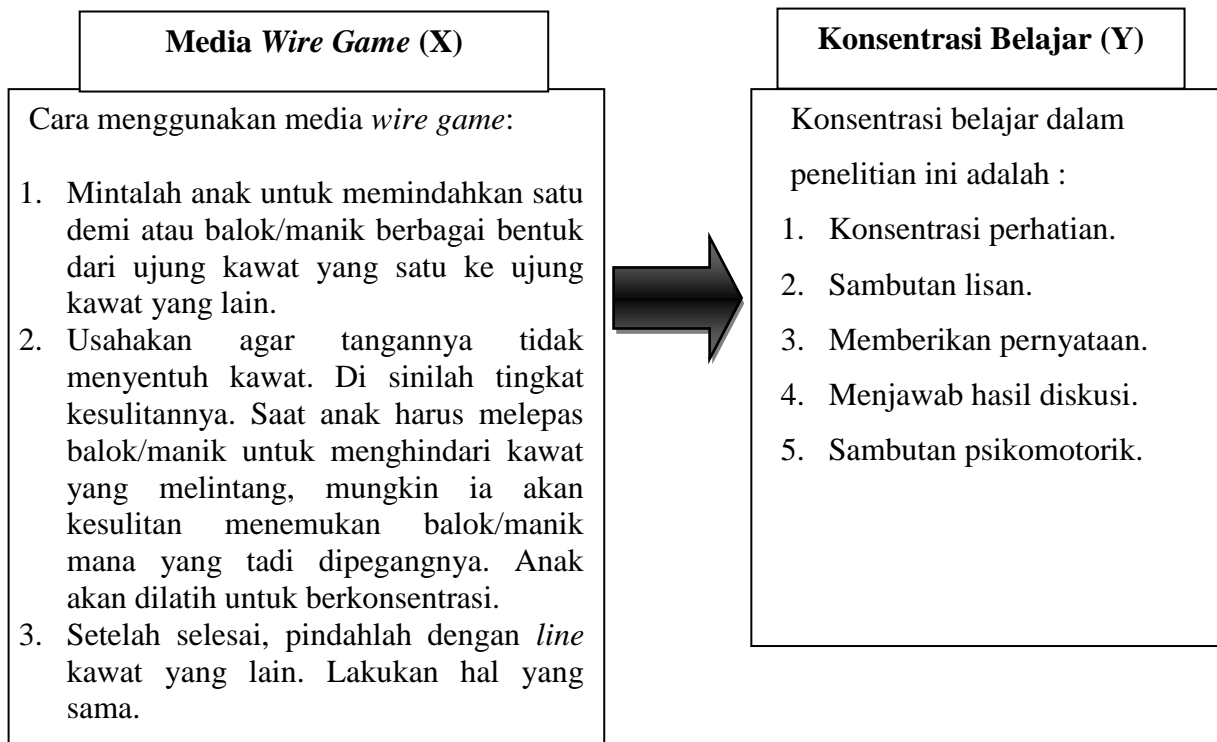 Media Wire Game (X)
Cara menggunakan media wire game:
1. Mintalah anak untuk memindahkan satu
demi atau balok/manik berbagai bentuk
dari ujung kawat yang satu ke ujung
kawat yang lain.
2. Usahakan agar tangannya tidak
menyentuh kawat. Di sinilah tingkat
kesulitannya. Saat anak harus melepas
balok/manik untuk menghindari kawat
yang melintang, mungkin ia akan
kesulitan menemukan balok/manik
mana yang tadi dipegangnya. Anak
akan dilatih untuk berkonsentrasi.
3. Setelah selesai, pindahlah dengan line
kawat yang lain. Lakukan hal yang
sama.
Konsentrasi Belajar (Y)
Konsentrasi belajar dalam
penelitian ini adalah :
1. Konsentrasi perhatian.
2. Sambutan lisan.
3. Memberikan pernyataan.
4. Menjawab hasil diskusi.
5. Sambutan psikomotorik.